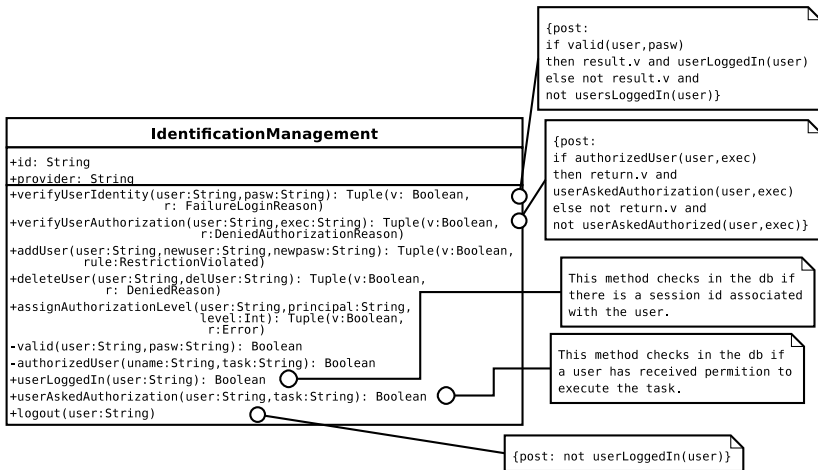 {post:
if valid(user,pasw)
then result.v and userLoggedIn(user)
else not result.v and
not usersLoggedIn(user)}
IdentificationManagement
+id: String
+provider: String
+verifyUserIdentity(user:String,pasw:String): Tuple(v: Boolean,
r: FailureLoginReason)
+verifyUserAuthorization(user:String,exec:String): Tuple(v:Boolean,
r:DeniedAuthorizationReason)
+addUser(user:String,newuser:String,newpasw:String): Tuple(v:Boolean,
rule:RestrictionViolated)
+deleteUser(user:String,delUser:String): Tuple(v:Boolean,
r: DeniedReason)
+assignAuthorizationLevel(user:String,principal:String,
level:Int): Tuple(v:Boolean,
r:Error)
-valid(user:String,pasw:String): Boolean
-authorizedUser(uname:String,task:String): Boolean
+userLoggedIn(user:String): Boolean
+userAskedAuthorization(user:String,task:String): Boolean
+logout(user:String)
{post:
if authorizedUser(user,exec)
then return.v and
userAskedAuthorization(user,exec)
else not return.v and
not userAskedAuthorized(user,exec)}
This method checks in the db if
there is a session id associated
with the user.
This method checks in the db if
a user has received permition to
execute the task.
{post: not userLoggedIn(user)}